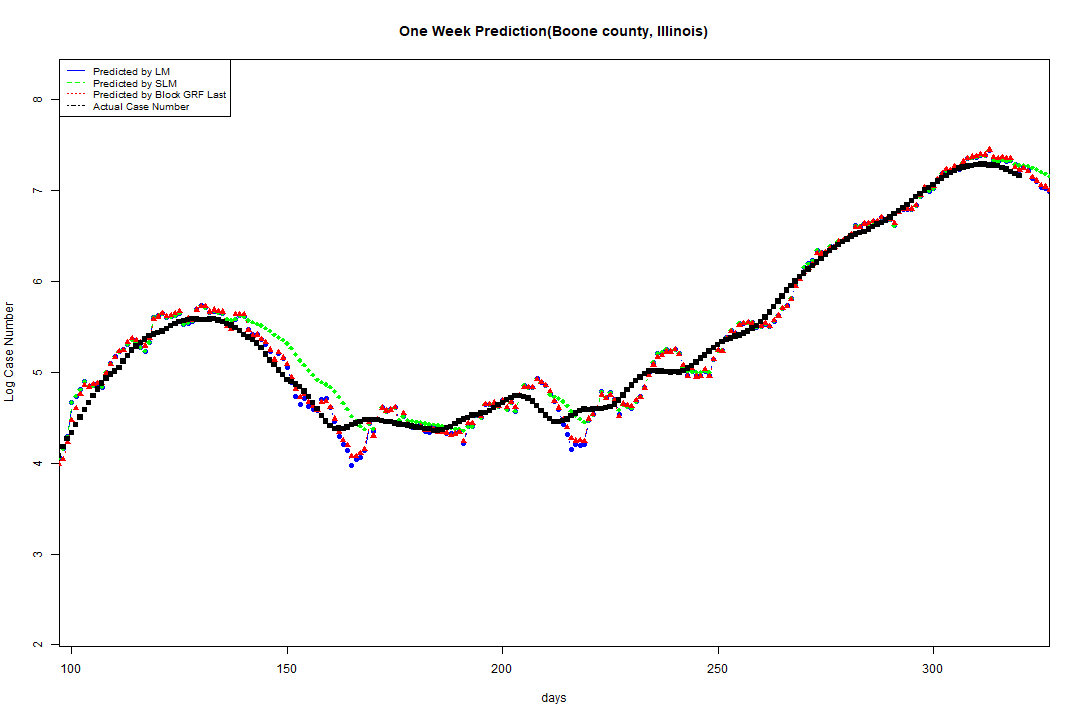 One Week Prediction(Boone county, Illinois)
Predicted by LM
Predicted by SLM
Predicted by Block GRF Last
Actual Case Number
8
7
6
5
4
3
2
Log Case Number
100 150 200 250 300
days